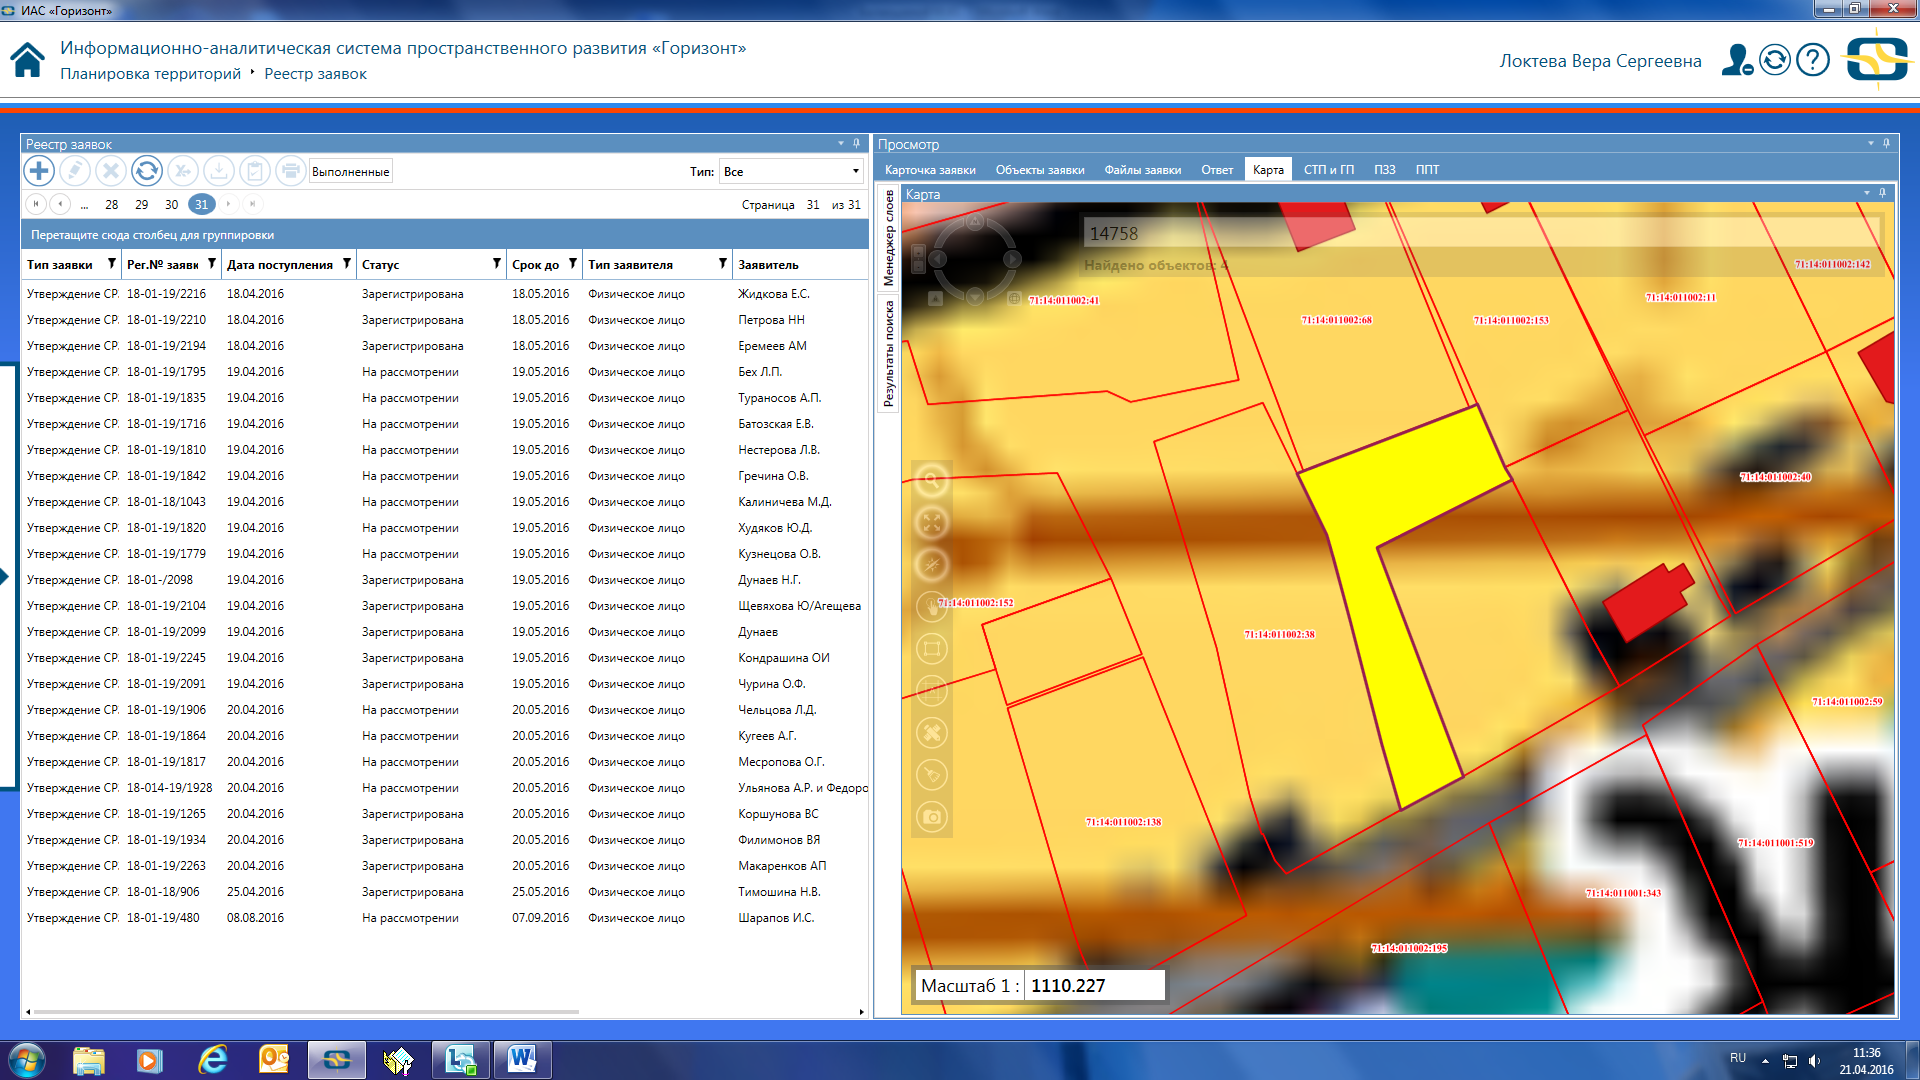 ИАС «Горизонт»
Информационно-аналитическая система пространственного развития «Горизонт»
Планировка территорий Реестр заявок
Локтева Вера Сергеевна
Реестр заявок
Выполненные
Тип: Все
... 28 29 30 31
Страница 31 из 31
Перетащите сюда столбец для группировки
Тип заявки Рег.№ заявк Дата поступления Статус Срок до Тип заявителя Заявитель
Утверждение СР. 18-01-19/2216 18.04.2016 Зарегистрирована 18.05.2016 Физическое лицо Жидкова Е.С.
Утверждение СР. 18-01-19/2210 18.04.2016 Зарегистрирована 18.05.2016 Физическое лицо Петрова НН
Утверждение СР. 18-01-19/2194 18.04.2016 Зарегистрирована 18.05.2016 Физическое лицо Еремеев АМ
Утверждение СР. 18-01-19/1795 19.04.2016 На рассмотрении 19.05.2016 Физическое лицо Бех Л.П.
Утверждение СР. 18-01-19/1835 19.04.2016 На рассмотрении 19.05.2016 Физическое лицо Тураносов А.П.
Утверждение СР. 18-01-19/1716 19.04.2016 На рассмотрении 19.05.2016 Физическое лицо Батозская Е.В.
Утверждение СР. 18-01-19/1810 19.04.2016 На рассмотрении 19.05.2016 Физическое лицо Нестерова Л.В.
Утверждение СР. 18-01-19/1842 19.04.2016 На рассмотрении 19.05.2016 Физическое лицо Гречина О.В.
Утверждение СР. 18-01-18/1043 19.04.2016 На рассмотрении 19.05.2016 Физическое лицо Калиничева М.Д.
Утверждение СР. 18-01-19/1820 19.04.2016 На рассмотрении 19.05.2016 Физическое лицо Худяков Ю.Д.
Утверждение СР. 18-01-19/1779 19.04.2016 На рассмотрении 19.05.2016 Физическое лицо Кузнецова О.В.
Утверждение СР. 18-01-/2098 19.04.2016 Зарегистрирована 19.05.2016 Физическое лицо Дунаев Н.Г.
Утверждение СР. 18-01-19/2104 19.04.2016 Зарегистрирована 19.05.2016 Физическое лицо Щевяхова Ю/Агещева
Утверждение СР. 18-01-19/2099 19.04.2016 Зарегистрирована 19.05.2016 Физическое лицо Дунаев
Утверждение СР. 18-01-19/2245 19.04.2016 Зарегистрирована 19.05.2016 Физическое лицо Кондрашина ОИ
Утверждение СР. 18-01-19/2091 19.04.2016 Зарегистрирована 19.05.2016 Физическое лицо Чурина О.Ф.
Утверждение СР. 18-01-19/1906 20.04.2016 На рассмотрении 20.05.2016 Физическое лицо Чельцова Л.Д.
Утверждение СР. 18-01-19/1864 20.04.2016 На рассмотрении 20.05.2016 Физическое лицо Кугеев А.Г.
Утверждение СР. 18-01-19/1817 20.04.2016 На рассмотрении 20.05.2016 Физическое лицо Месропова О.Г.
Утверждение СР. 18-014-19/1928 20.04.2016 На рассмотрении 20.05.2016 Физическое лицо Ульянова А.Р. и Федоро
Утверждение СР. 18-01-19/1265 20.04.2016 Зарегистрирована 20.05.2016 Физическое лицо Коршунова ВС
Утверждение СР. 18-01-19/1934 20.04.2016 Зарегистрирована 20.05.2016 Физическое лицо Филимонов ВЯ
Утверждение СР. 18-01-19/2263 20.04.2016 Зарегистрирована 20.05.2016 Физическое лицо Макаренков АП
Утверждение СР. 18-01-18/906 25.04.2016 Зарегистрирована 25.05.2016 Физическое лицо Тимошина Н.В.
Утверждение СР. 18-01-19/480 08.08.2016 На рассмотрении 07.09.2016 Физическое лицо Шарапов И.С.
Просмотр
Карточка заявки Объекты заявки Файлы заявки Ответ Карта СТП и ГП ПЗЗ ППТ
Менеджер слоев
Результаты поиска
Карта
14758
Найдено объектов: 4
71:14:011002:142
71:14:011002:41
71:14:011002:11
71:14:011002:68
71:14:011002:153
71:14:011002:40
71:14:011002:152
71:14:011002:38
71:14:011002:59
71:14:011002:138
71:14:011001:519
71:14:011001:343
71:14:011002:195
Масштаб 1 : 1110.227
RU
11:36
21.04.2016